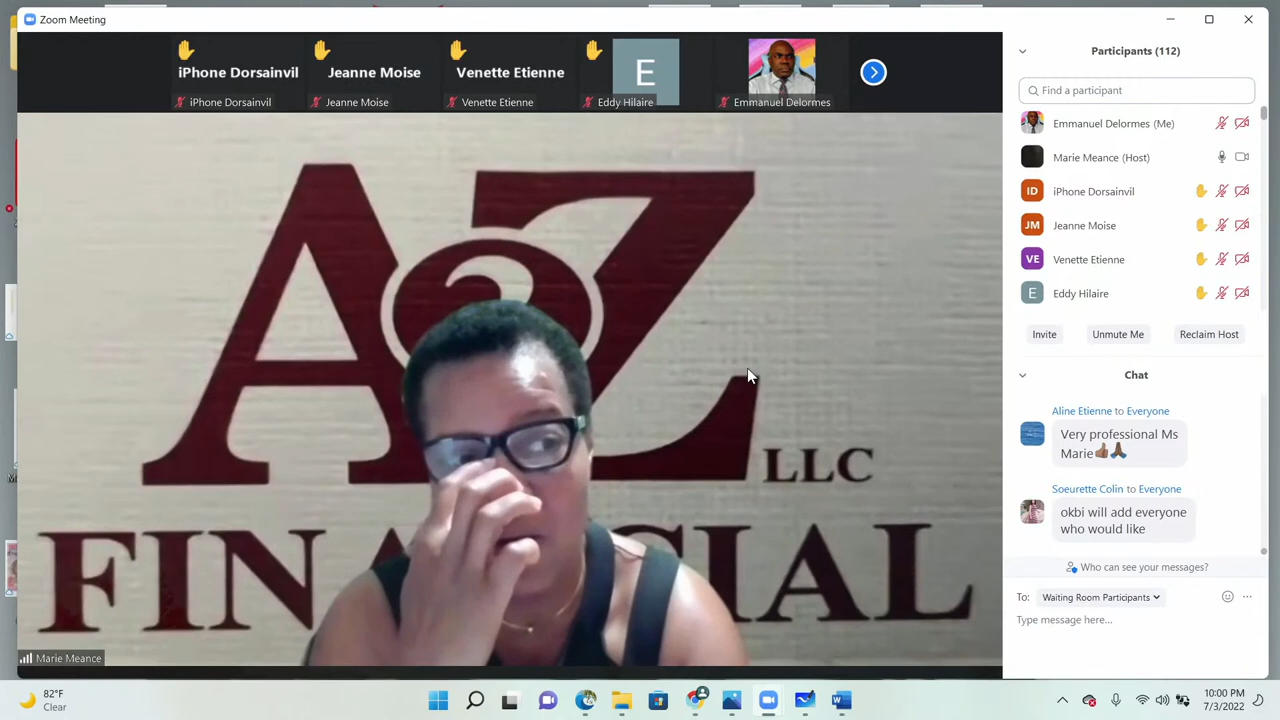 Zoom Meeting
iPhone Dorsainvil
Jeanne Moise
Venette Etienne
E
iPhone Dorsainvil
Jeanne Moise
Venette Etienne
Eddy Hilaire
Emmanuel Delormes
A2Z
LLC
FINANCIAL
Marie Meance
Participants (112)
Find a participant
Emmanuel Delormes (Me)
Marie Meance (Host)
ID iPhone Dorsainvil
JM Jeanne Moise
VE Venette Etienne
E Eddy Hilaire
Invite Unmute Me Reclaim Host
Chat
Aline Etienne to Everyone
Very professional Ms
Marie👍🏾🙏🏾
Soeurette Colin to Everyone
okbi will add everyone
who would like
Who can see your messages?
To: Waiting Room Participants
Type message here...
82°F
Clear
10:00 PM
7/3/2022